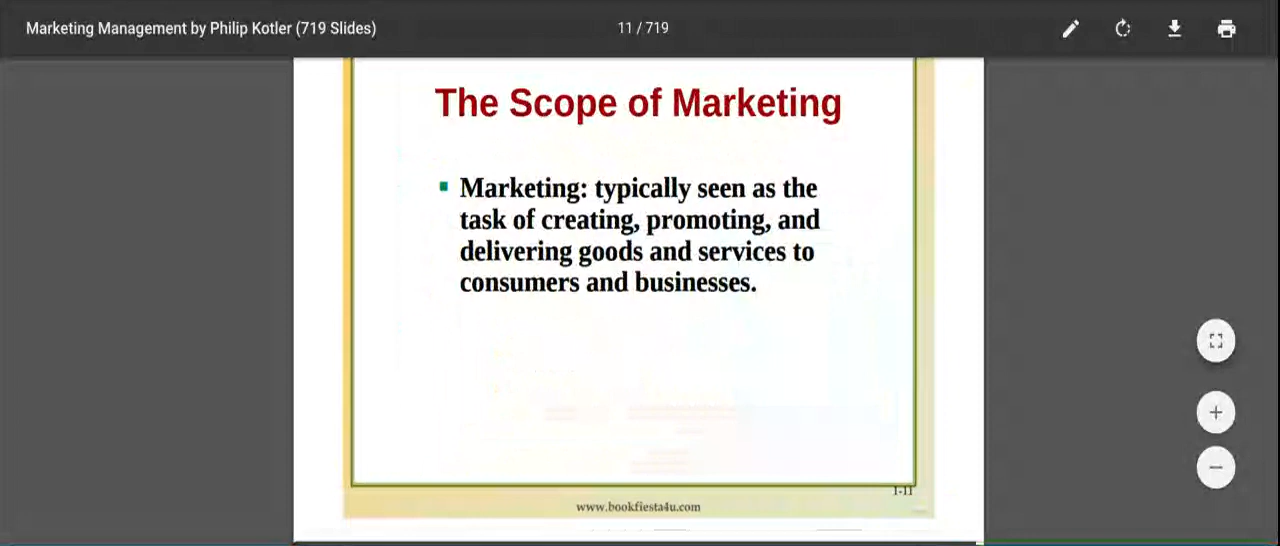 Marketing Management by Philip Kotler (719 Slides)
11 / 719
The Scope of Marketing
Marketing: typically seen as the
task of creating, promoting, and
delivering goods and services to
consumers and businesses.
1-11
www.bookfiesta4u.com